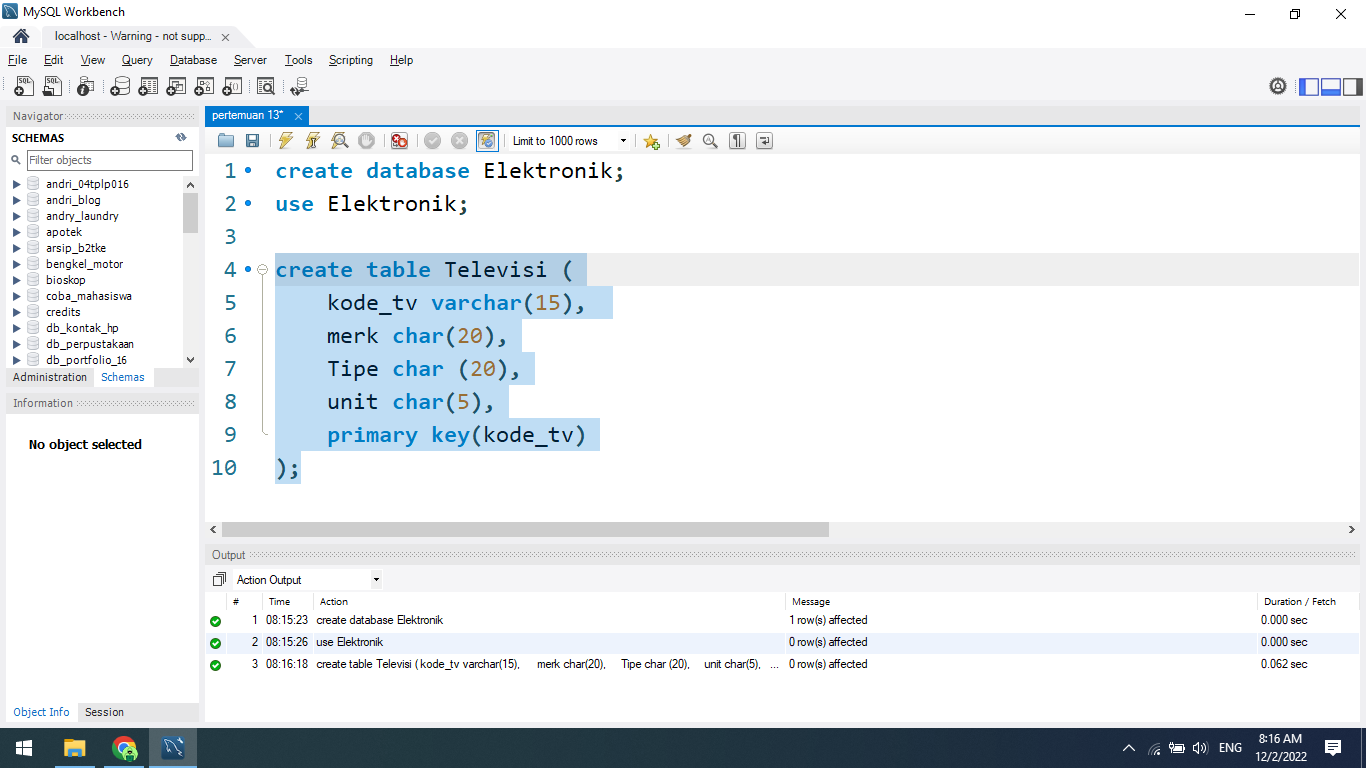 MySQL Workbench
localhost - Warning - not supp...
File Edit View Query Database Server Tools Scripting Help
Navigator
SCHEMAS
Filter objects
andri_04tplp016
andri_blog
andry_laundry
apotek
arsip_b2tke
bengkel_motor
bioskop
coba_mahasiswa
credits
db_kontak_hp
db_perpustakaan
db_portfolio_16
Administration Schemas
Information
No object selected
Object Info Session
pertemuan 13*
Limit to 1000 rows
1 create database Elektronik;
2 use Elektronik;
3
4 create table Televisi (
5 kode_tv varchar(15),
6 merk char(20),
7 Tipe char (20),
8 unit char(5),
9 primary key(kode_tv)
10 );
Output
Action Output
# Time Action Message Duration / Fetch
1 08:15:23 create database Elektronik 1 row(s) affected 0.000 sec
2 08:15:26 use Elektronik 0 row(s) affected 0.000 sec
3 08:16:18 create table Televisi ( kode_tv varchar(15), merk char(20), Tipe char (20), unit char(5), ... 0 row(s) affected 0.062 sec
ENG
8:16 AM
12/2/2022